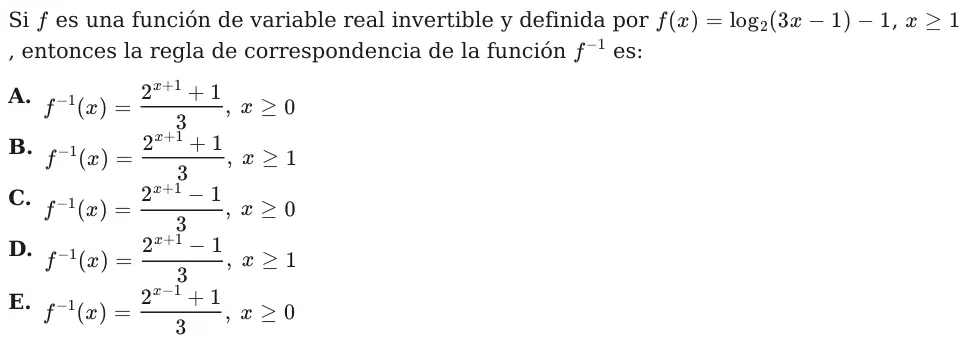 Si f es una función de variable real invertible y definida por f(x) = log₂(3x − 1) − 1, x ≥ 1
, entonces la regla de correspondencia de la función f⁻¹ es:
A. f⁻¹(x) = (2^{x+1} + 1)/3, x ≥ 0
B. f⁻¹(x) = (2^{x+1} + 1)/3, x ≥ 1
C. f⁻¹(x) = (2^{x+1} − 1)/3, x ≥ 0
D. f⁻¹(x) = (2^{x+1} − 1)/3, x ≥ 1
E. f⁻¹(x) = (2^{x−1} + 1)/3, x ≥ 0